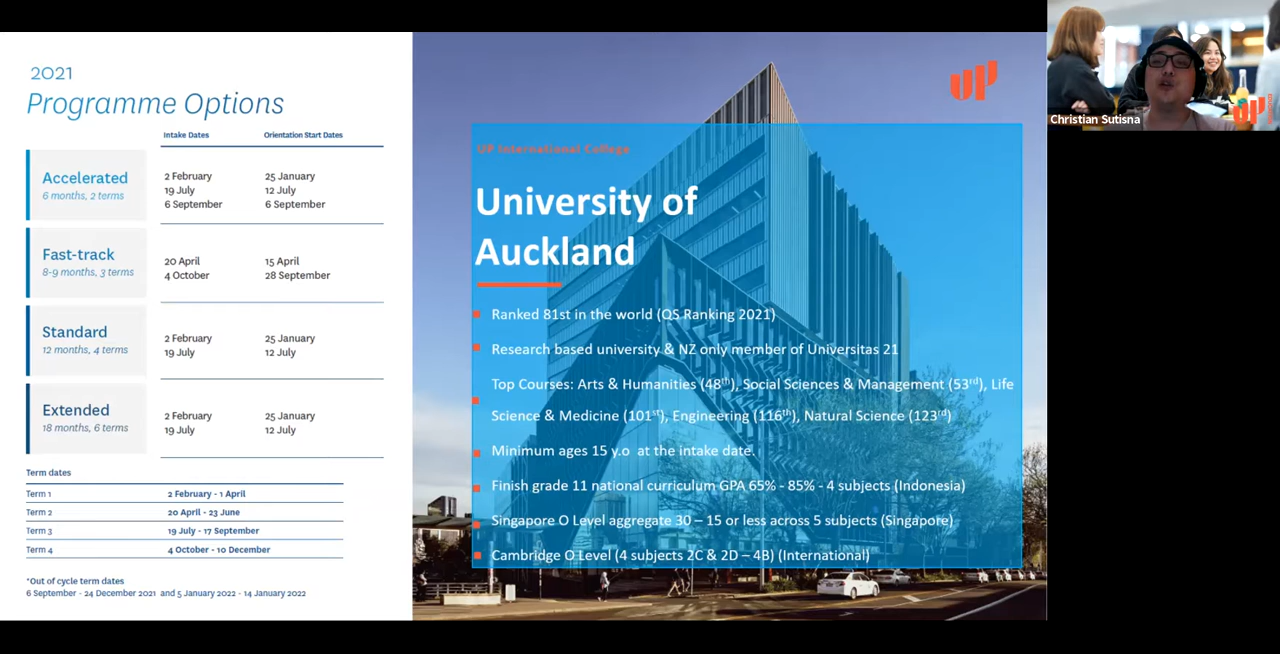 2021
Programme Options
Intake Dates Orientation Start Dates
Accelerated
6 months, 2 terms
2 February 25 January
19 July 12 July
6 September 6 September
Fast-track
8-9 months, 3 terms
20 April 15 April
4 October 28 September
Standard
12 months, 4 terms
2 February 25 January
19 July 12 July
Extended
18 months, 6 terms
2 February 25 January
19 July 12 July
Term dates
Term 1 2 February - 1 April
Term 2 20 April - 23 June
Term 3 19 July - 17 September
Term 4 4 October - 10 December
*Out of cycle term dates
6 September - 24 December 2021 and 5 January 2022 - 14 January 2022
UP
UP International College
University of
Auckland
Ranked 81st in the world (QS Ranking 2021)
Research based university & NZ only member of Universitas 21
Top Courses: Arts & Humanities (48th), Social Sciences & Management (53rd), Life
Science & Medicine (101st), Engineering (116th), Natural Science (123rd)
Minimum ages 15 y.o at the intake date.
Finish grade 11 national curriculum GPA 65% - 85% - 4 subjects (Indonesia)
Singapore O Level aggregate 30 – 15 or less across 5 subjects (Singapore)
Cambridge O Level (4 subjects 2C & 2D – 4B) (International)
UP
Christian Sutisna